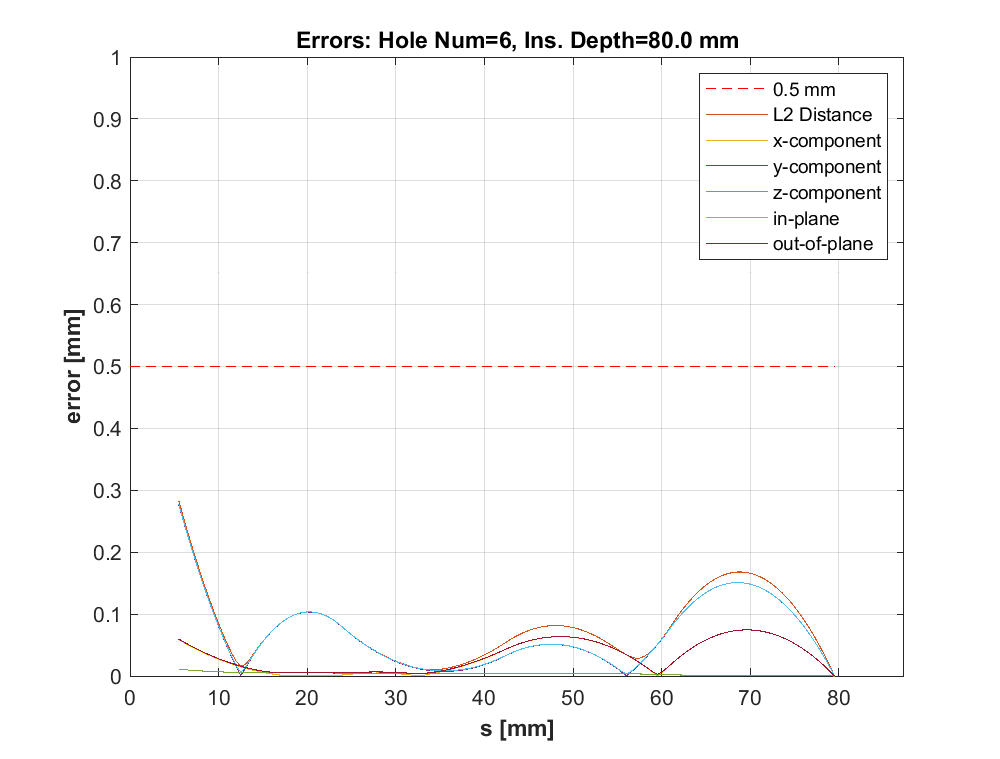 Errors: Hole Num=6, Ins. Depth=80.0 mm
1
0.9
0.8
0.7
0.6
0.5
0.4
0.3
0.2
0.1
0
error [mm]
0.5 mm
L2 Distance
x-component
y-component
z-component
in-plane
out-of-plane
0 10 20 30 40 50 60 70 80
s [mm]